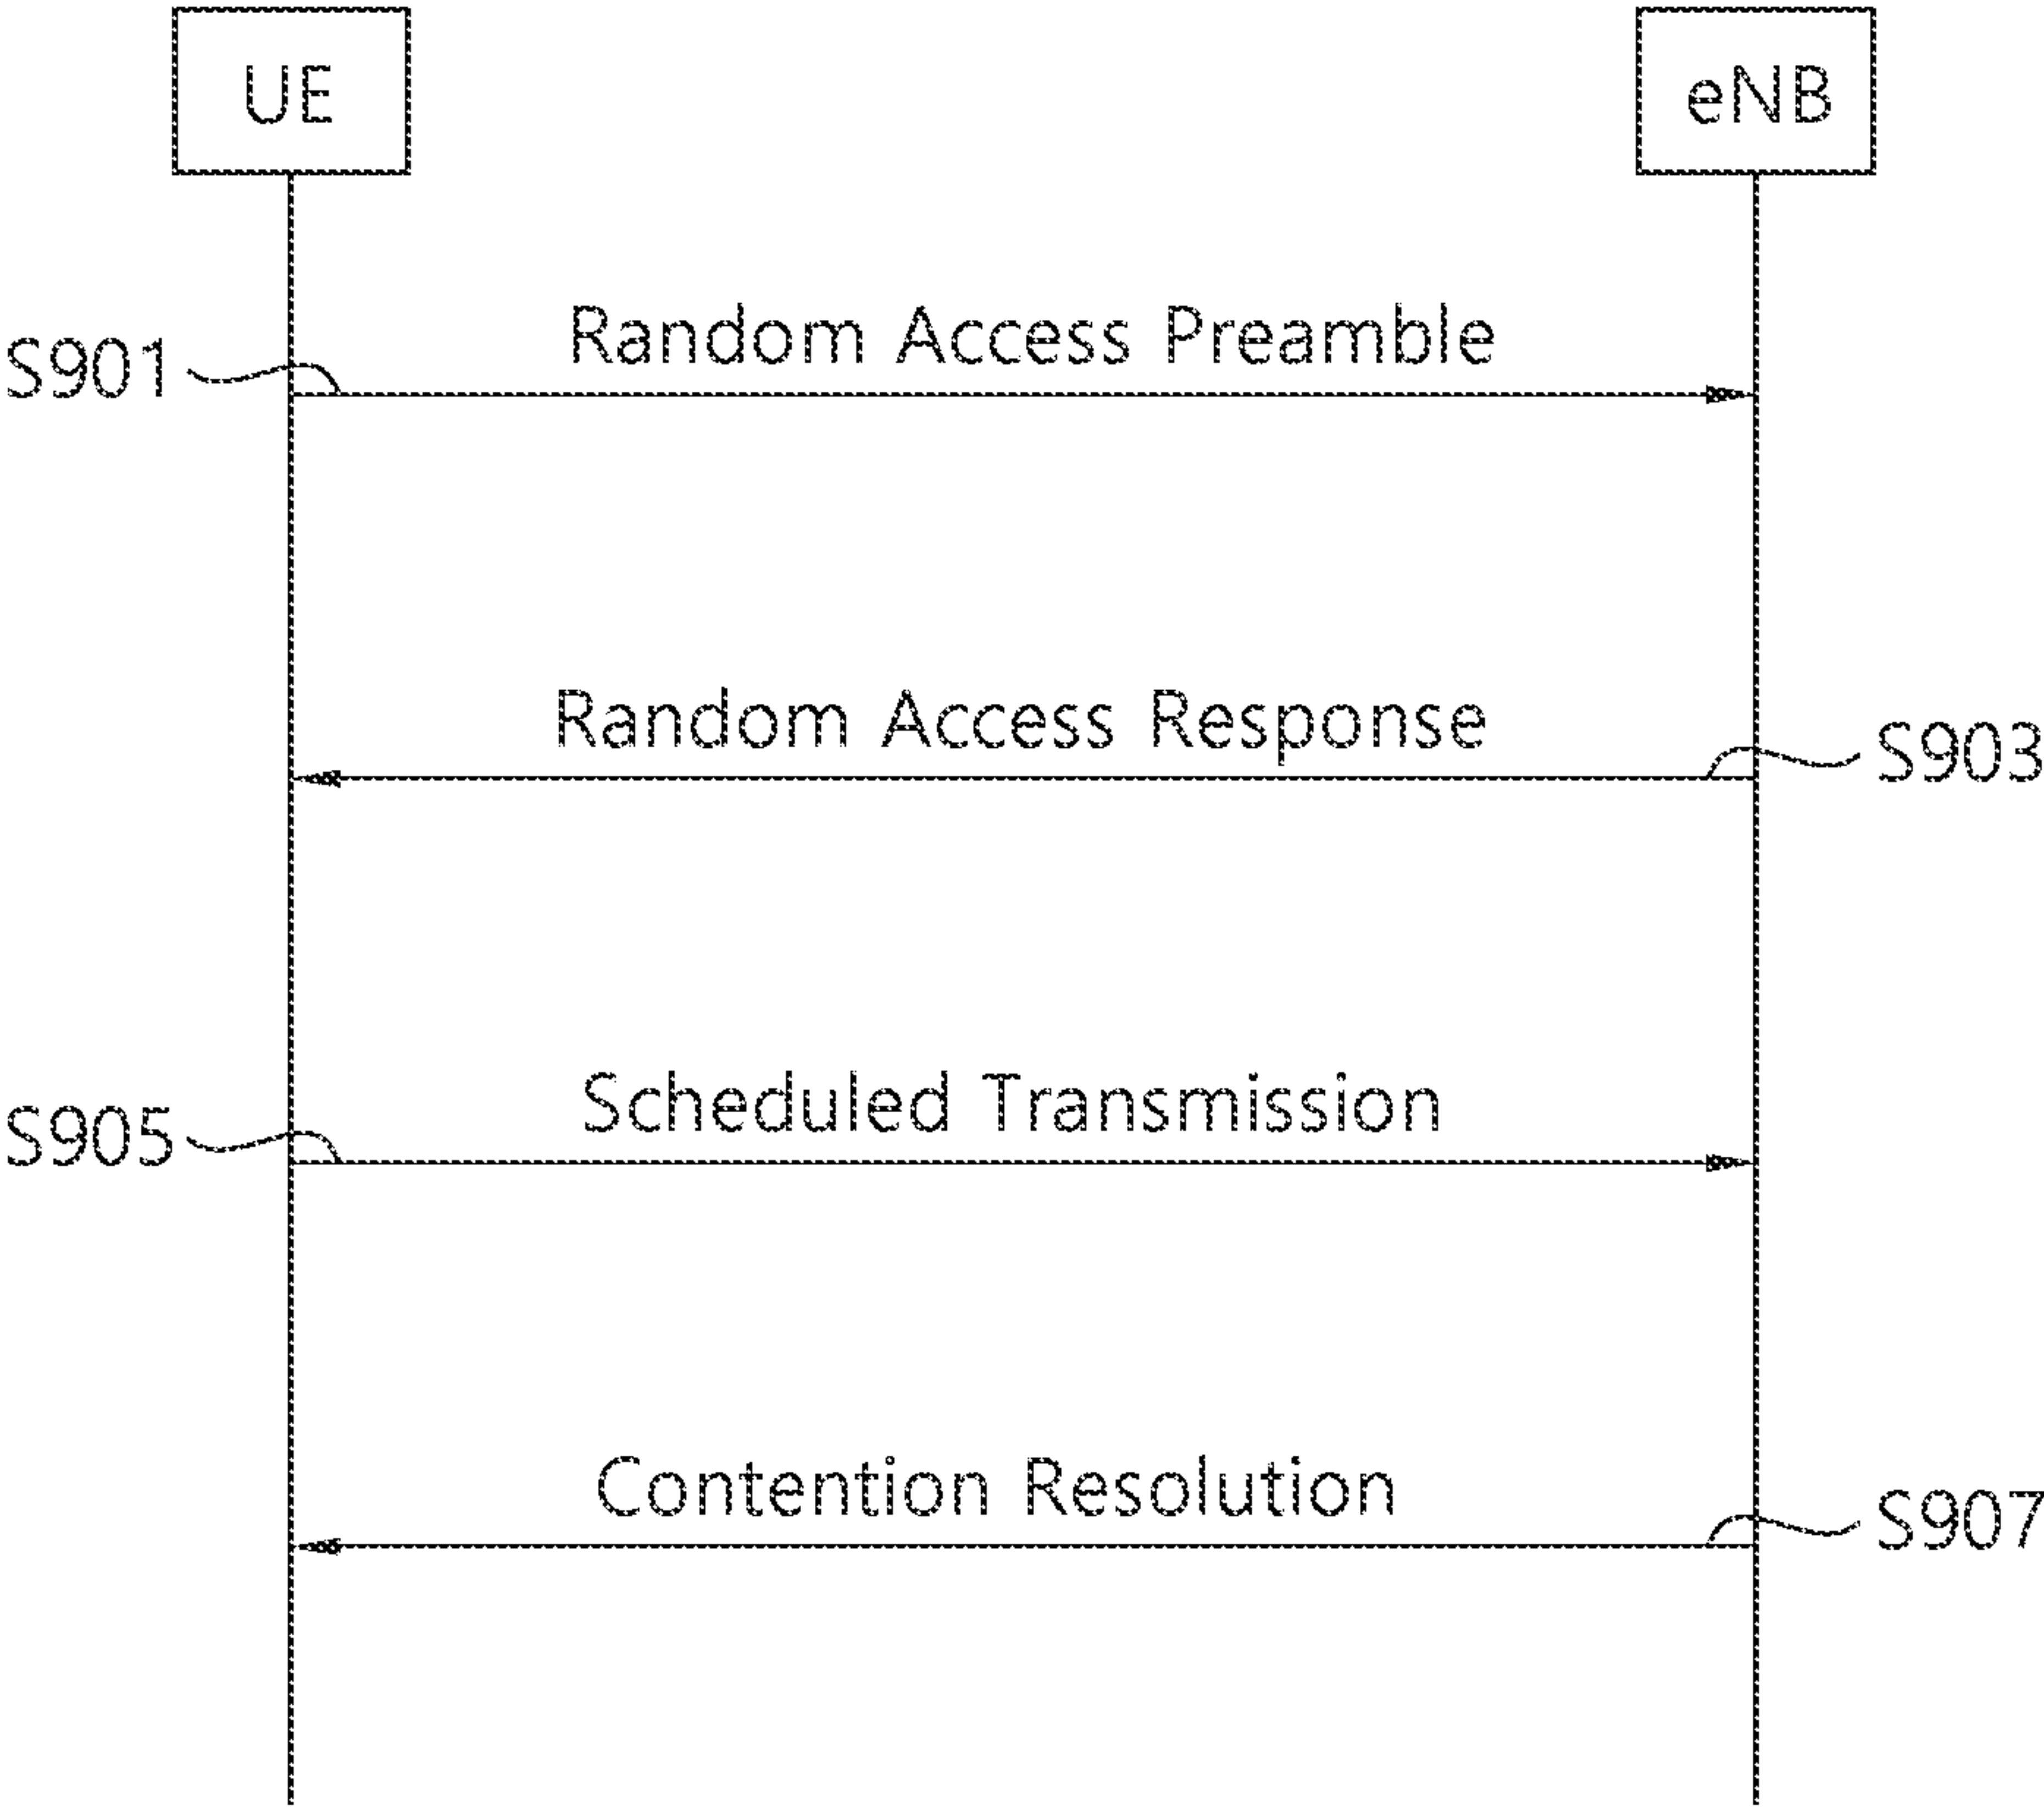 UE
eNB
Random Access Preamble
S901
Random Access Response
S903
Scheduled Transmission
S905
Contention Resolution
S907